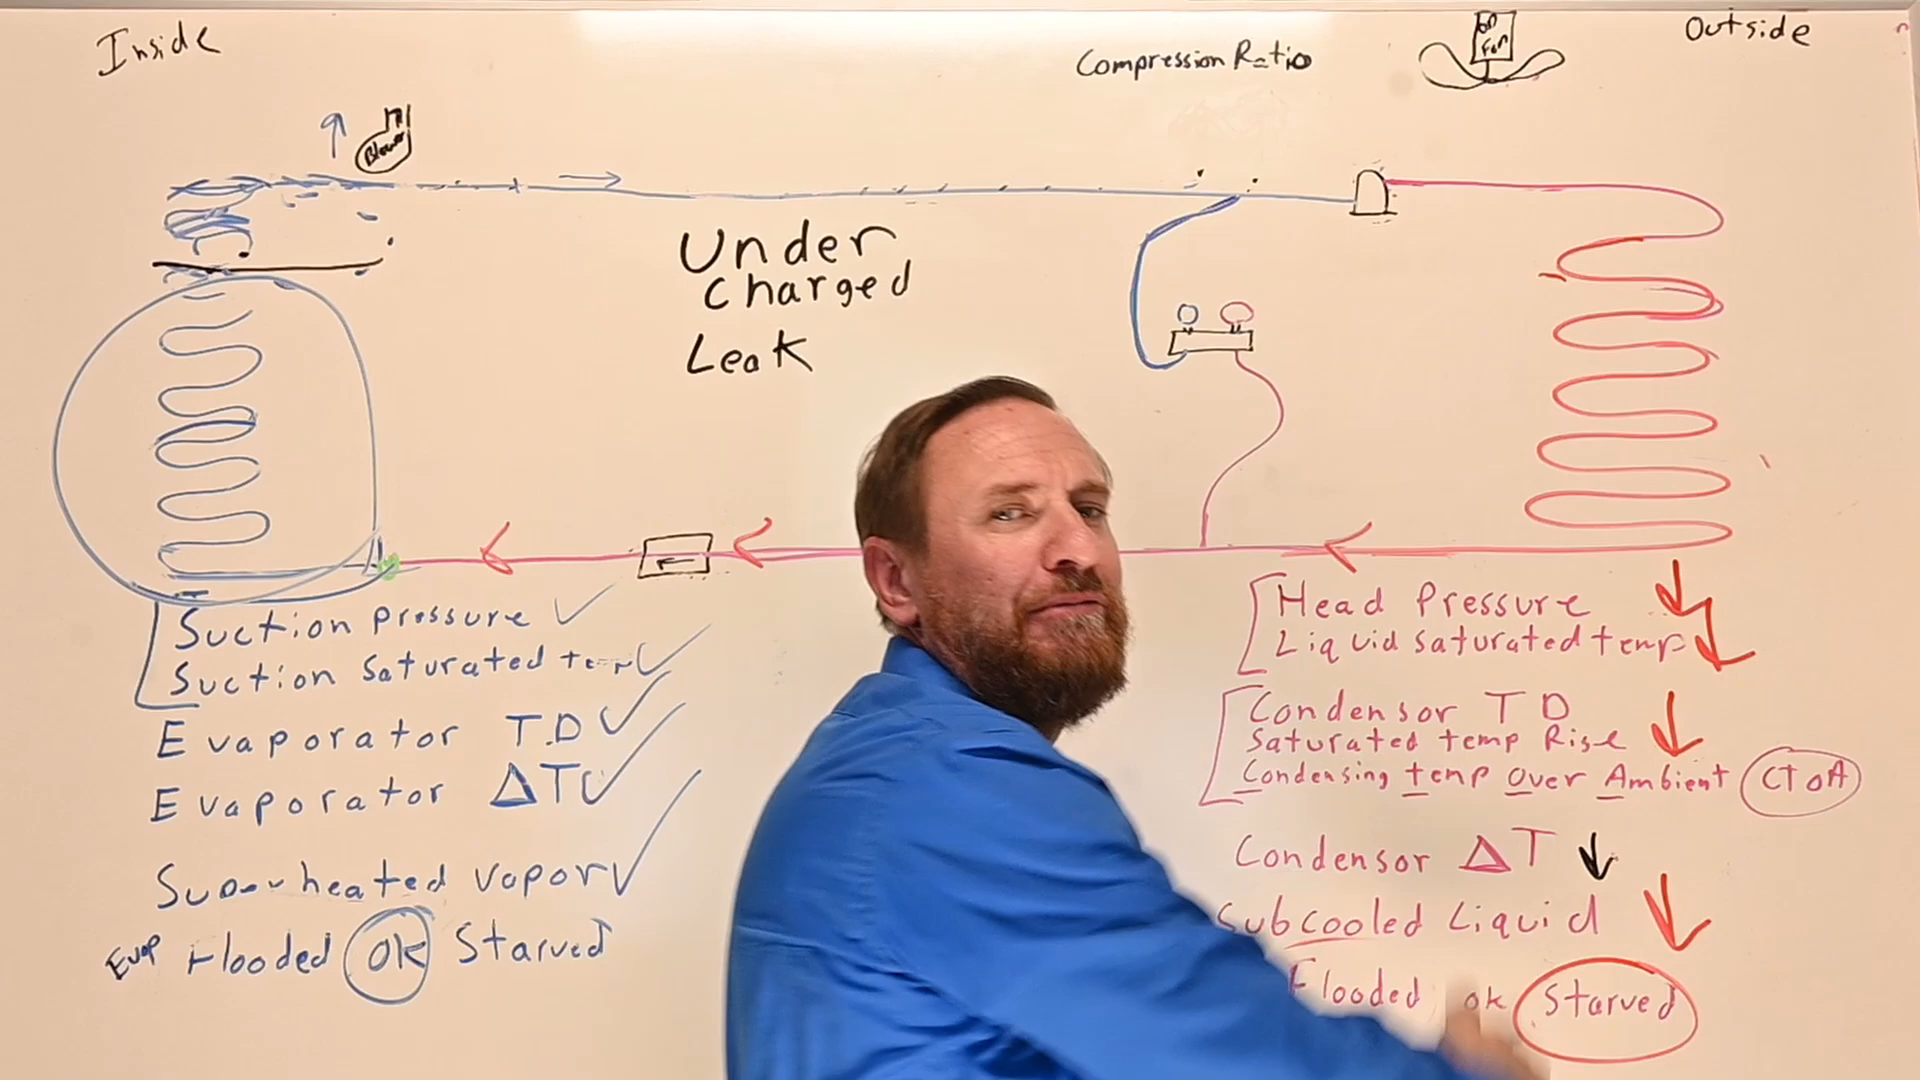 Inside
Compression Ratio
on
Fan
Outside
Blower
Under
Charged
Leak
Suction Pressure
Suction Saturated temp
Evaporator T.D
Evaporator ΔT
Superheated vapor
Evap Flooded ok Starved
Head Pressure
Liquid Saturated temp
Condensor TD
Saturated temp Rise
Condensing temp Over Ambient CTOA
Condensor ΔT
Subcooled Liquid
Flooded ok Starved